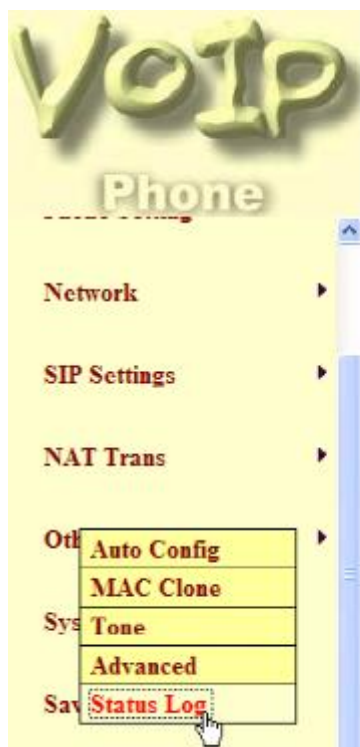 VoIP
Phone
Network
SIP Settings
NAT Trans
Auto Config
MAC Clone
Tone
Advanced
Status Log